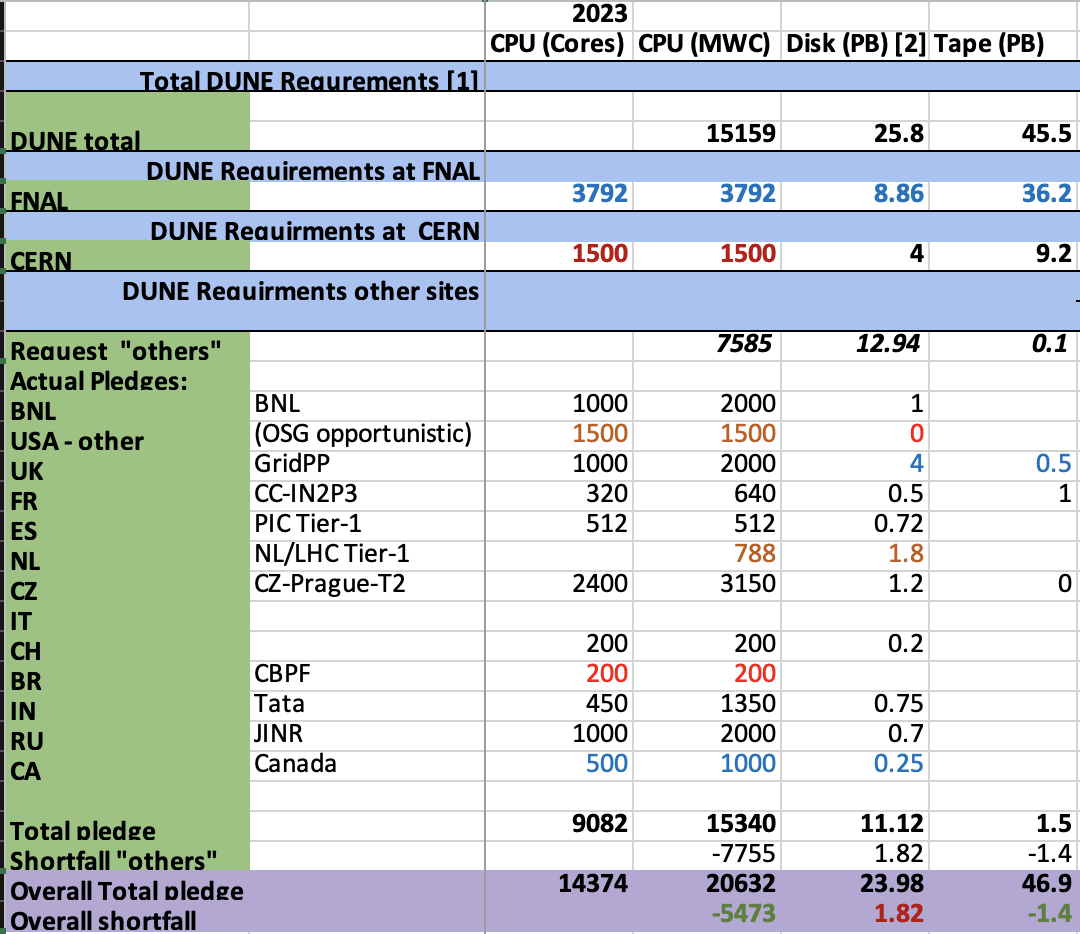 2023
CPU (Cores) CPU (MWC) Disk (PB) [2] Tape (PB)
Total DUNE Requrements [1]
DUNE total 15159 25.8 45.5
DUNE Requirements at FNAL
FNAL 3792 3792 8.86 36.2
DUNE Requirments at CERN
CERN 1500 1500 4 9.2
DUNE Requirments other sites
Request "others" 7585 12.94 0.1
Actual Pledges:
BNL BNL 1000 2000 1
USA - other (OSG opportunistic) 1500 1500 0
UK GridPP 1000 2000 4 0.5
FR CC-IN2P3 320 640 0.5 1
ES PIC Tier-1 512 512 0.72
NL NL/LHC Tier-1 788 1.8
CZ CZ-Prague-T2 2400 3150 1.2 0
IT
CH 200 200 0.2
BR CBPF 200 200
IN Tata 450 1350 0.75
RU JINR 1000 2000 0.7
CA Canada 500 1000 0.25
Total pledge 9082 15340 11.12 1.5
Shortfall "others" -7755 1.82 -1.4
Overall Total pledge 14374 20632 23.98 46.9
Overall shortfall -5473 1.82 -1.4